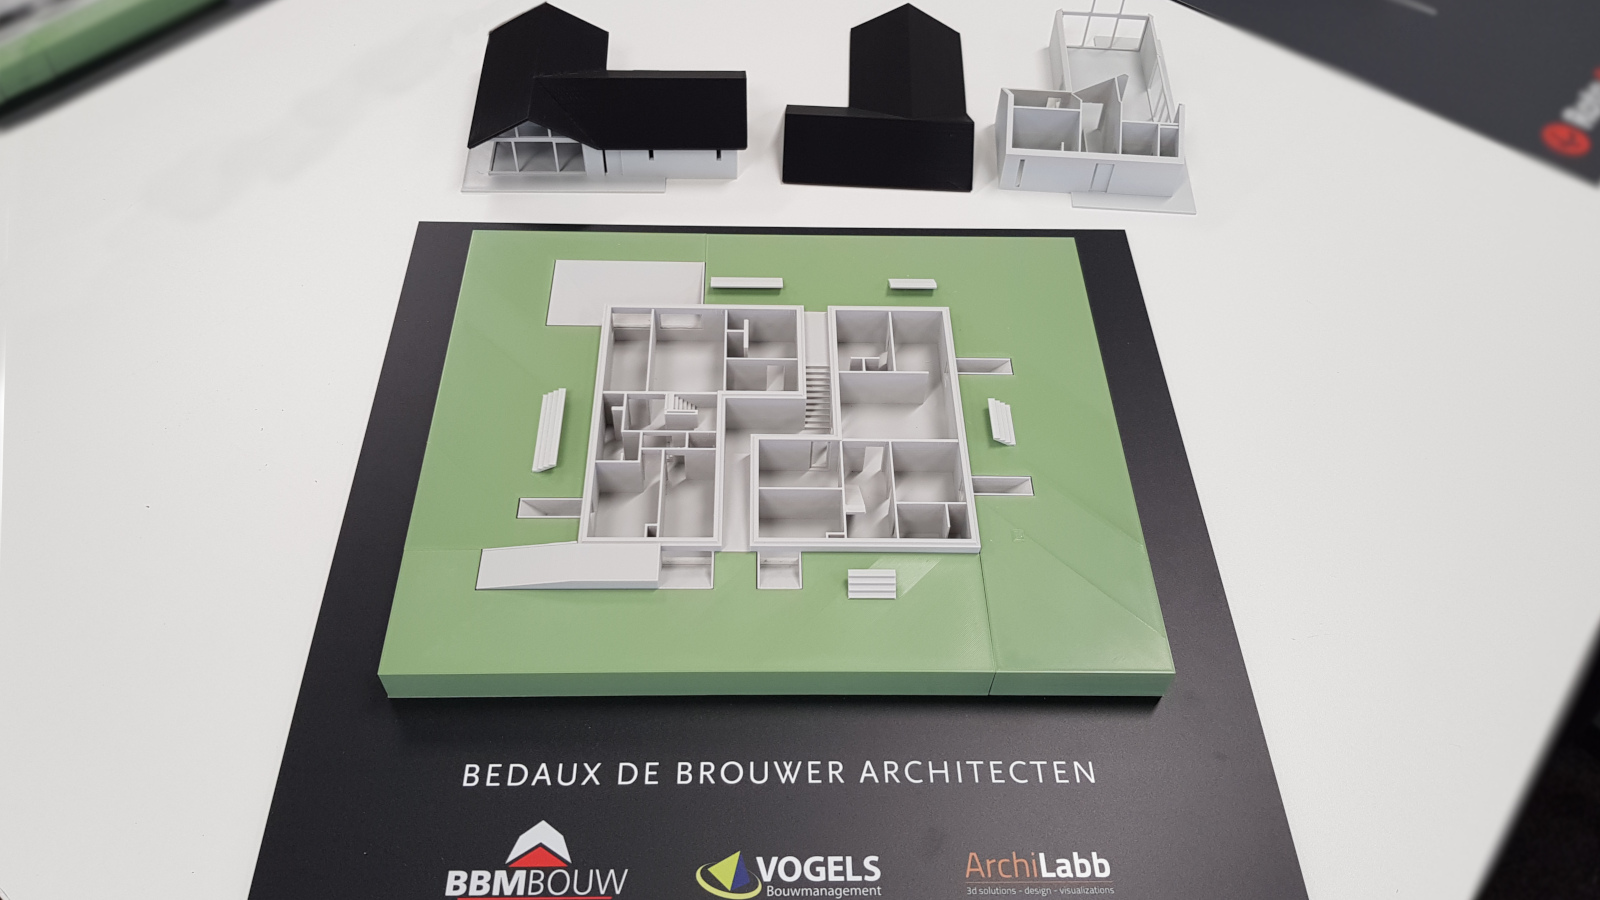 BEDAUX DE BROUWER ARCHITECTEN
BBMBOUW
VOGELS
Bouwmanagement
ArchiLabb
3d solutions - design - visualizations